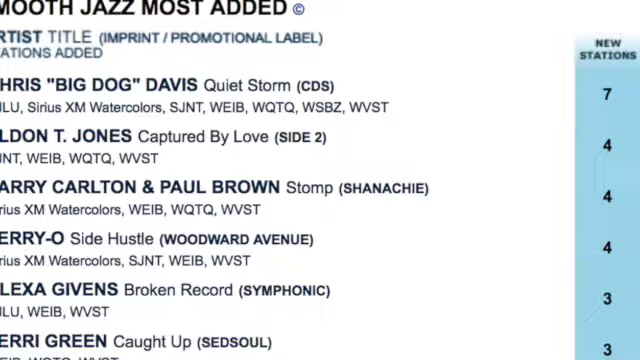 MOOTH JAZZ MOST ADDED ©
RTIST TITLE (IMPRINT / PROMOTIONAL LABEL)
ATIONS ADDED
NEW
STATIONS
HRIS "BIG DOG" DAVIS Quiet Storm (CDS)
7
JLU, Sirius XM Watercolors, SJNT, WEIB, WQTQ, WSBZ, WVST
LDON T. JONES Captured By Love (SIDE 2)
4
NT, WEIB, WQTQ, WVST
ARRY CARLTON & PAUL BROWN Stomp (SHANACHIE)
4
rius XM Watercolors, WEIB, WQTQ, WVST
ERRY-O Side Hustle (WOODWARD AVENUE)
4
rius XM Watercolors, SJNT, WEIB, WVST
LEXA GIVENS Broken Record (SYMPHONIC)
3
JLU, WEIB, WVST
ERRI GREEN Caught Up (SEDSOUL)
3